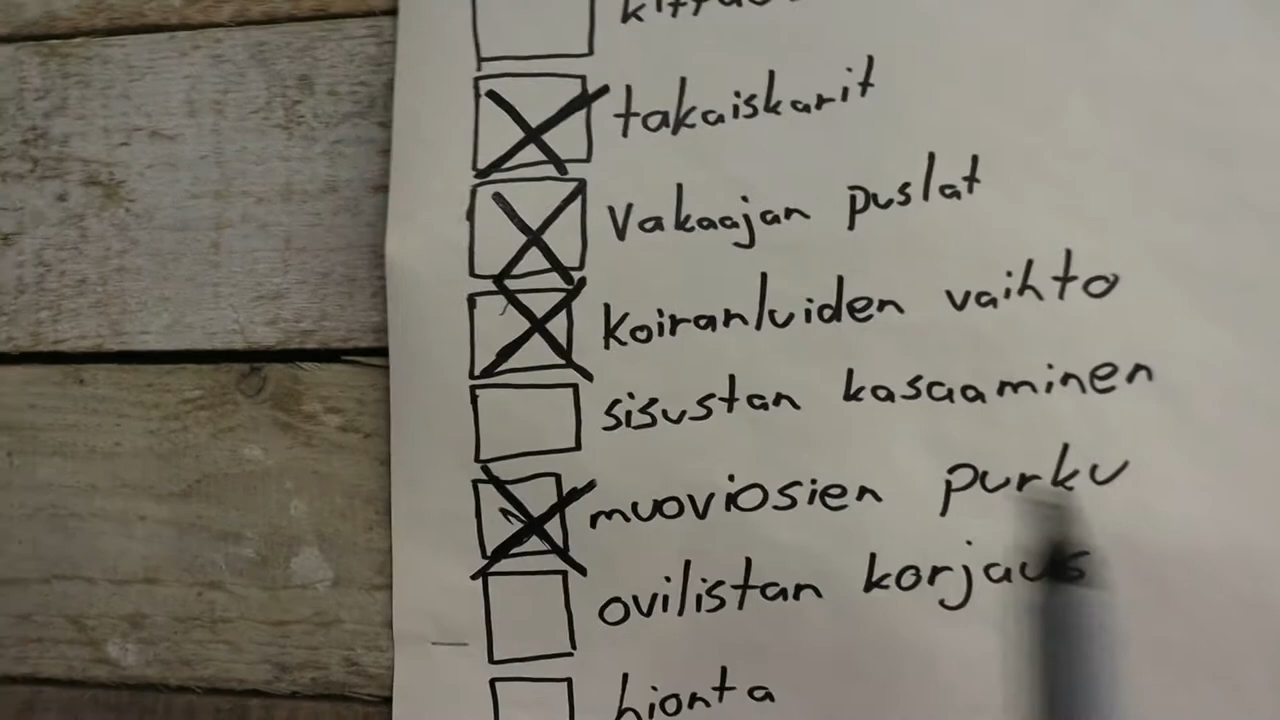 takaiskarit
vakaajan puslat
koiranluiden vaihto
sisustan kasaaminen
muoviosien purku
ovilistan korjaus
hionta